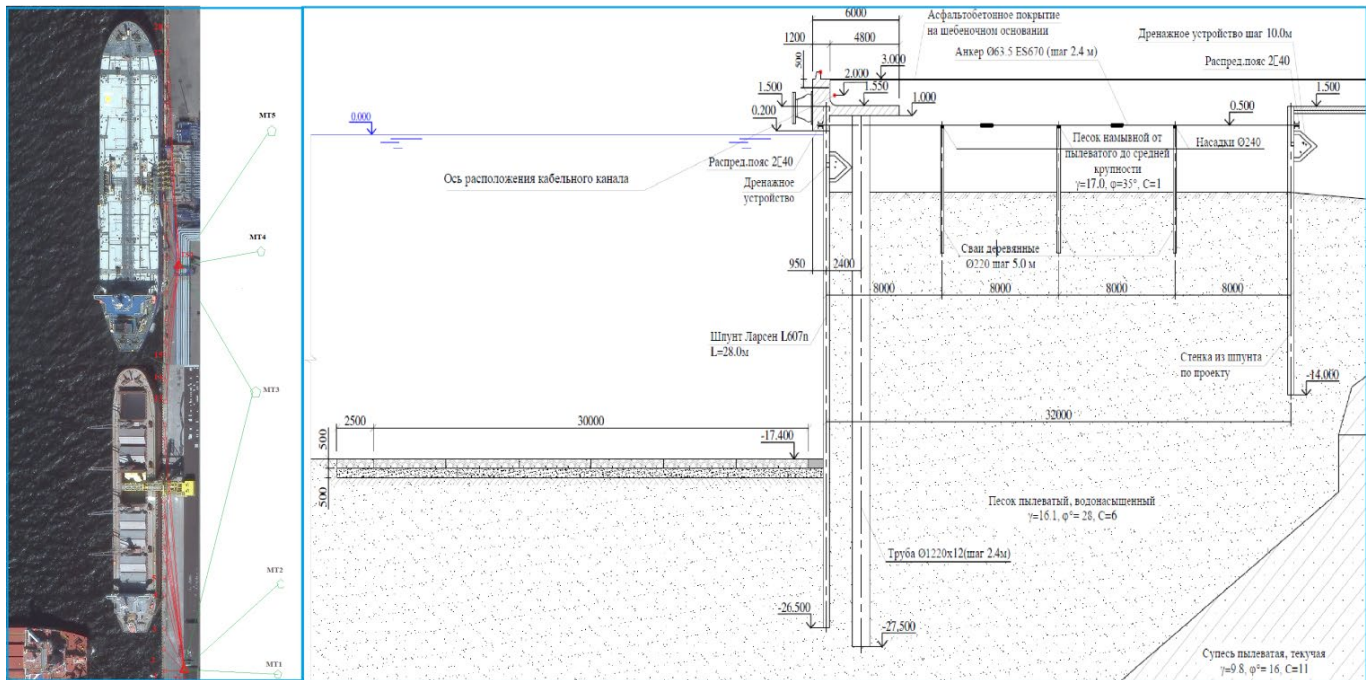 МТ5
МТ4
МТ3
МТ2
МТ1
6000
1200
4800
500
Асфальтобетонное покрытие
на щебеночном основании
Анкер Ø63.5 ES670 (шаг 2.4 м)
Дренажное устройство шаг 10.0м
Распред.пояс 2[40
3.000
2.000
1.550
1.500
1.000
0.200
0.000
0.500
1.500
Песок намывной от
пылеватого до средней
крупности
γ=17.0, φ=35°, С=1
Насадки Ø240
Распред.пояс 2[40
Дренажное
устройство
Ось расположения кабельного канала
Сваи деревянные
Ø220 шаг 5.0 м
950
2400
8000
8000
8000
8000
Шпунт Ларсен L607n
L=28.0м
Стенка из шпунта
по проекту
-14.000
32000
2500
30000
500
-17.400
500
Песок пылеватый, водонасыщенный
γ=16.1, φ°= 28, С=6
Труба Ø1220х12(шаг 2.4м)
-26.500
-27,500
Супесь пылеватая, текучая
γ=9.8, φ°= 16, С=11